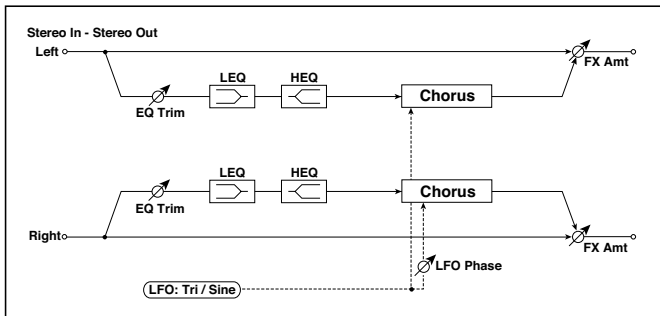 Stereo In - Stereo Out
Left
FX Amt
LEQ
HEQ
Chorus
EQ Trim
LEQ
HEQ
Chorus
EQ Trim
Right
FX Amt
LFO Phase
LFO: Tri / Sine